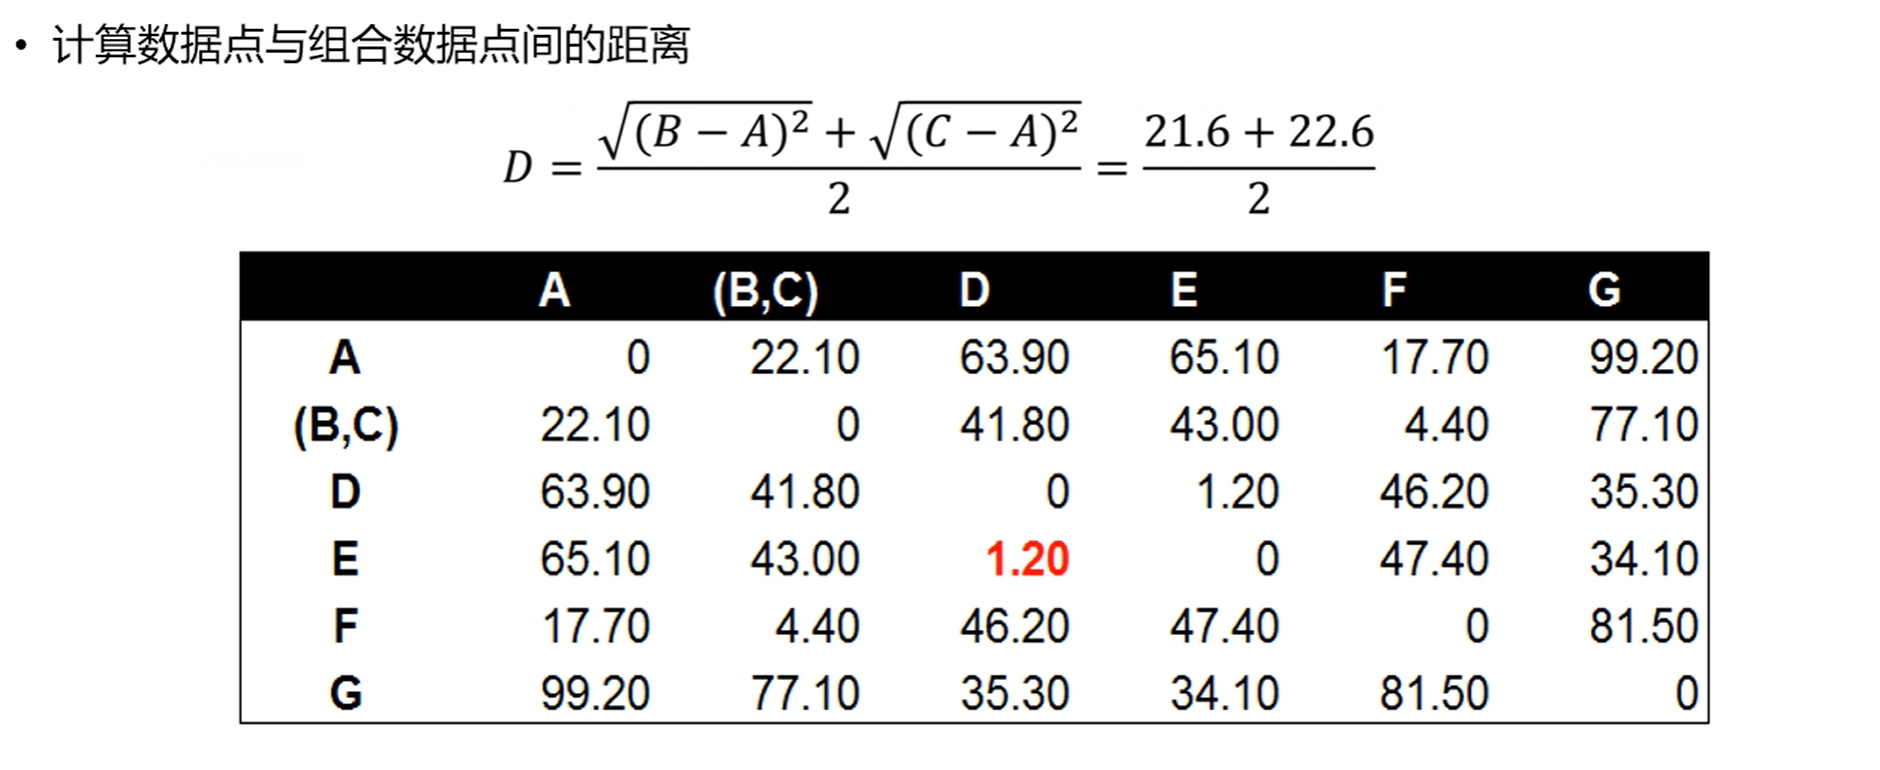 • 计算数据点与组合数据点间的距离
D = \frac{\sqrt{(B − A)^2} + \sqrt{(C − A)^2}}{2} = \frac{21.6 + 22.6}{2}
A (B,C) D E F G
A 0 22.10 63.90 65.10 17.70 99.20
(B,C) 22.10 0 41.80 43.00 4.40 77.10
D 63.90 41.80 0 1.20 46.20 35.30
E 65.10 43.00 1.20 0 47.40 34.10
F 17.70 4.40 46.20 47.40 0 81.50
G 99.20 77.10 35.30 34.10 81.50 0